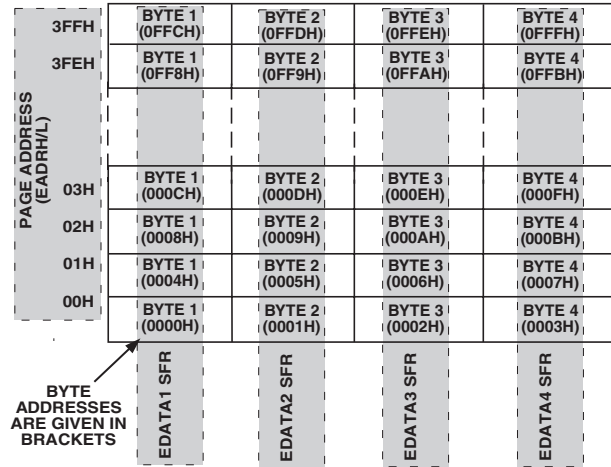 3FFH
BYTE 1 BYTE 2 BYTE 3 BYTE 4
(0FFCH) (0FFDH) (0FFEH) (0FFFH)
3FEH
BYTE 1 BYTE 2 BYTE 3 BYTE 4
(0FF8H) (0FF9H) (0FFAH) (0FFBH)
PAGE ADDRESS
(EADRH/L)
03H
BYTE 1 BYTE 2 BYTE 3 BYTE 4
(000CH) (000DH) (000EH) (000FH)
02H
BYTE 1 BYTE 2 BYTE 3 BYTE 4
(0008H) (0009H) (000AH) (000BH)
01H
BYTE 1 BYTE 2 BYTE 3 BYTE 4
(0004H) (0005H) (0006H) (0007H)
00H
BYTE 1 BYTE 2 BYTE 3 BYTE 4
(0000H) (0001H) (0002H) (0003H)
BYTE
ADDRESSES
ARE GIVEN IN
BRACKETS
EDATA1 SFR
EDATA2 SFR
EDATA3 SFR
EDATA4 SFR